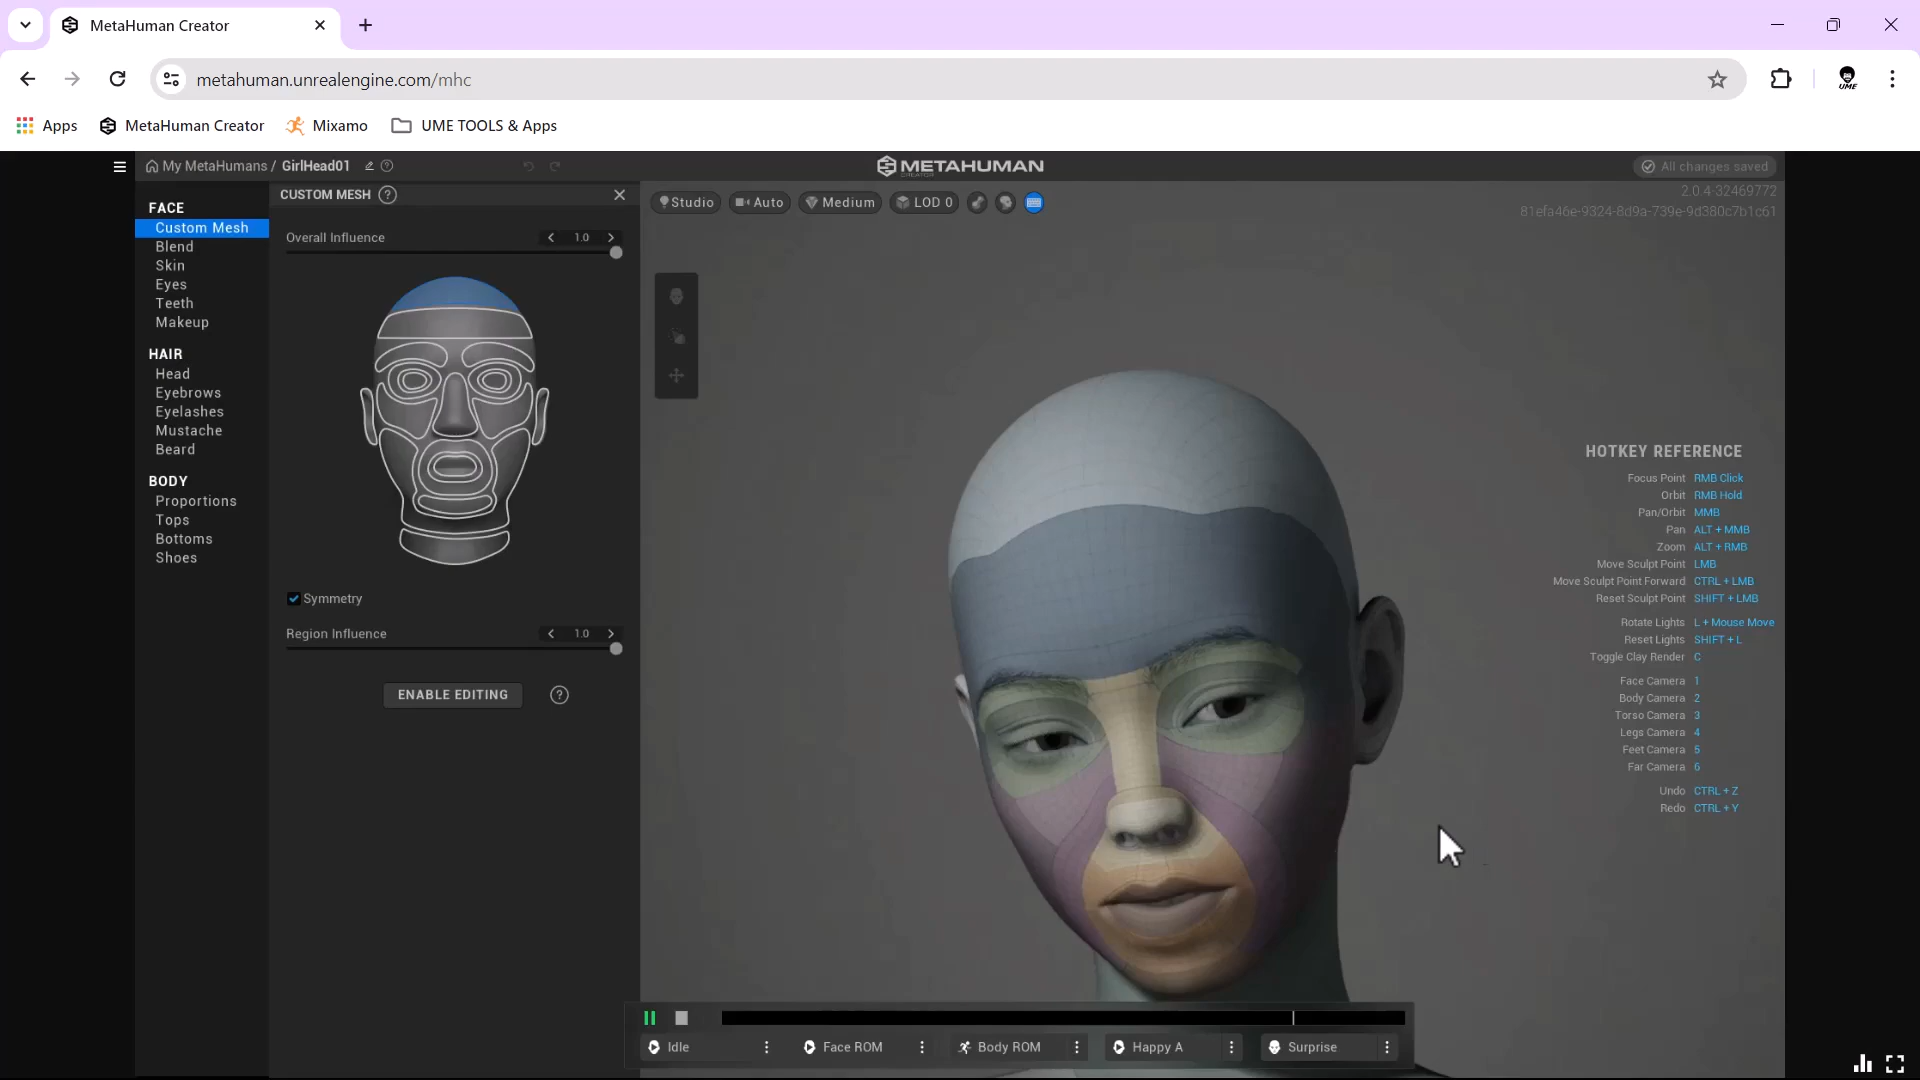 MetaHuman Creator
metahuman.unrealengine.com/mhc
Apps
MetaHuman Creator
Mixamo
UME TOOLS & Apps
UME
My MetaHumans / GirlHead01
METAHUMAN
CREATOR
All changes saved
FACE
Custom Mesh
Blend
Skin
Eyes
Teeth
Makeup
HAIR
Head
Eyebrows
Eyelashes
Mustache
Beard
BODY
Proportions
Tops
Bottoms
Shoes
CUSTOM MESH
Overall Influence
1.0
Symmetry
Region Influence
1.0
ENABLE EDITING
Studio
Auto
Medium
LOD 0
2.0.4-32469772
81efa46e-9324-8d9a-739e-9d380c7b1c61
HOTKEY REFERENCE
Focus Point RMB Click
Orbit RMB Hold
Pan/Orbit MMB
Pan ALT + MMB
Zoom ALT + RMB
Move Sculpt Point LMB
Move Sculpt Point Forward CTRL + LMB
Reset Sculpt Point SHIFT + LMB
Rotate Lights L + Mouse Move
Reset Lights SHIFT + L
Toggle Clay Render C
Face Camera 1
Body Camera 2
Torso Camera 3
Legs Camera 4
Feet Camera 5
Far Camera 6
Undo CTRL + Z
Redo CTRL + Y
Idle
Face ROM
Body ROM
Happy A
Surprise